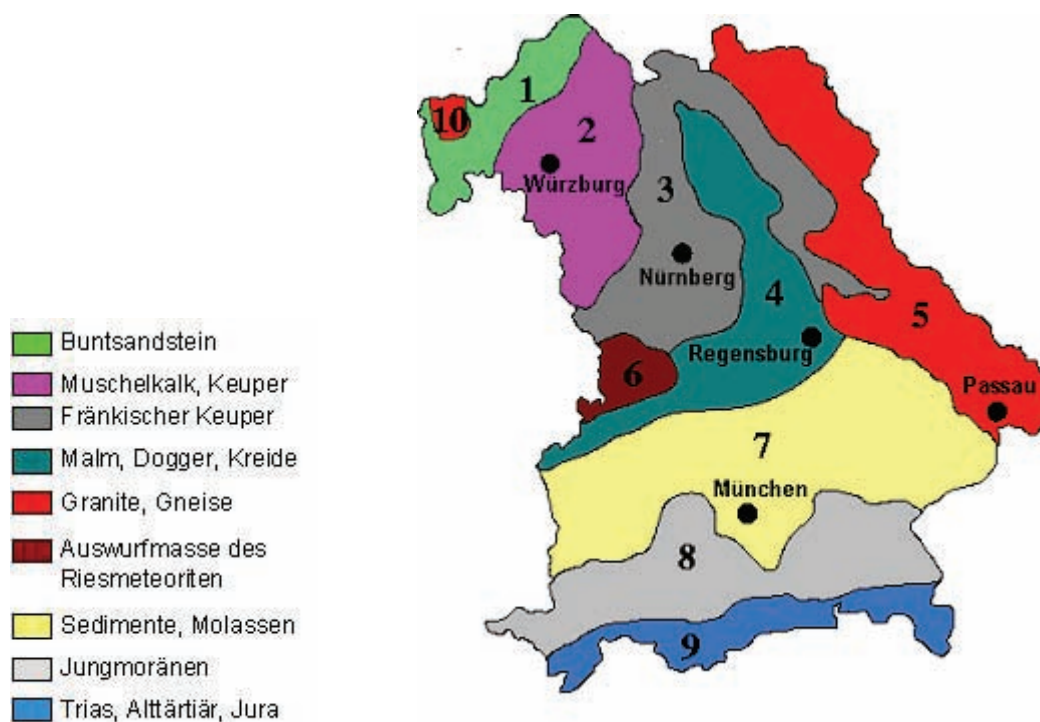 1
10
2
Würzburg
3
Nürnberg
4
5
Buntsandstein
Regensburg
6
Passau
Muschelkalk, Keuper
Fränkischer Keuper
Malm, Dogger, Kreide
7
München
Granite, Gneise
Auswurfmasse des
Riesmeteoriten
8
Sedimente, Molassen
9
Jungmoränen
Trias, Alttärtiär, Jura